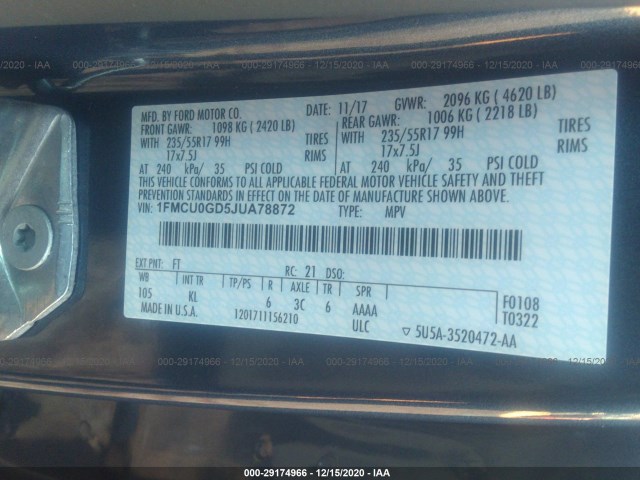 000-29174966 - 12/15/2020 - IAA
MFD. BY FORD MOTOR CO.
DATE: 11/17 GVWR: 2096 KG ( 4620 LB)
FRONT GAWR: 1098 KG ( 2420 LB) REAR GAWR: 1006 KG ( 2218 LB)
WITH 235/55R17 99H TIRES WITH 235/55R17 99H TIRES
17x7.5J RIMS 17x7.5J RIMS
AT 240 kPa/ 35 PSI COLD AT 240 kPa/ 35 PSI COLD
THIS VEHICLE CONFORMS TO ALL APPLICABLE FEDERAL MOTOR VEHICLE SAFETY AND THEFT
PREVENTION STANDARDS IN EFFECT ON THE DATE OF MANUFACTURE SHOWN ABOVE.
VIN: 1FMCU0GD5JUA78872 TYPE: MPV
EXT PNT: FT RC: 21 DSO:
WB INT TR TP/PS R AXLE TR SPR
105 KL 6 3C 6 AAAA F0108
MADE IN U.S.A. 1201711156210 ULC T0322
▽ 5U5A-3520472-AA
000-29174966 - 12/15/2020 - IAA